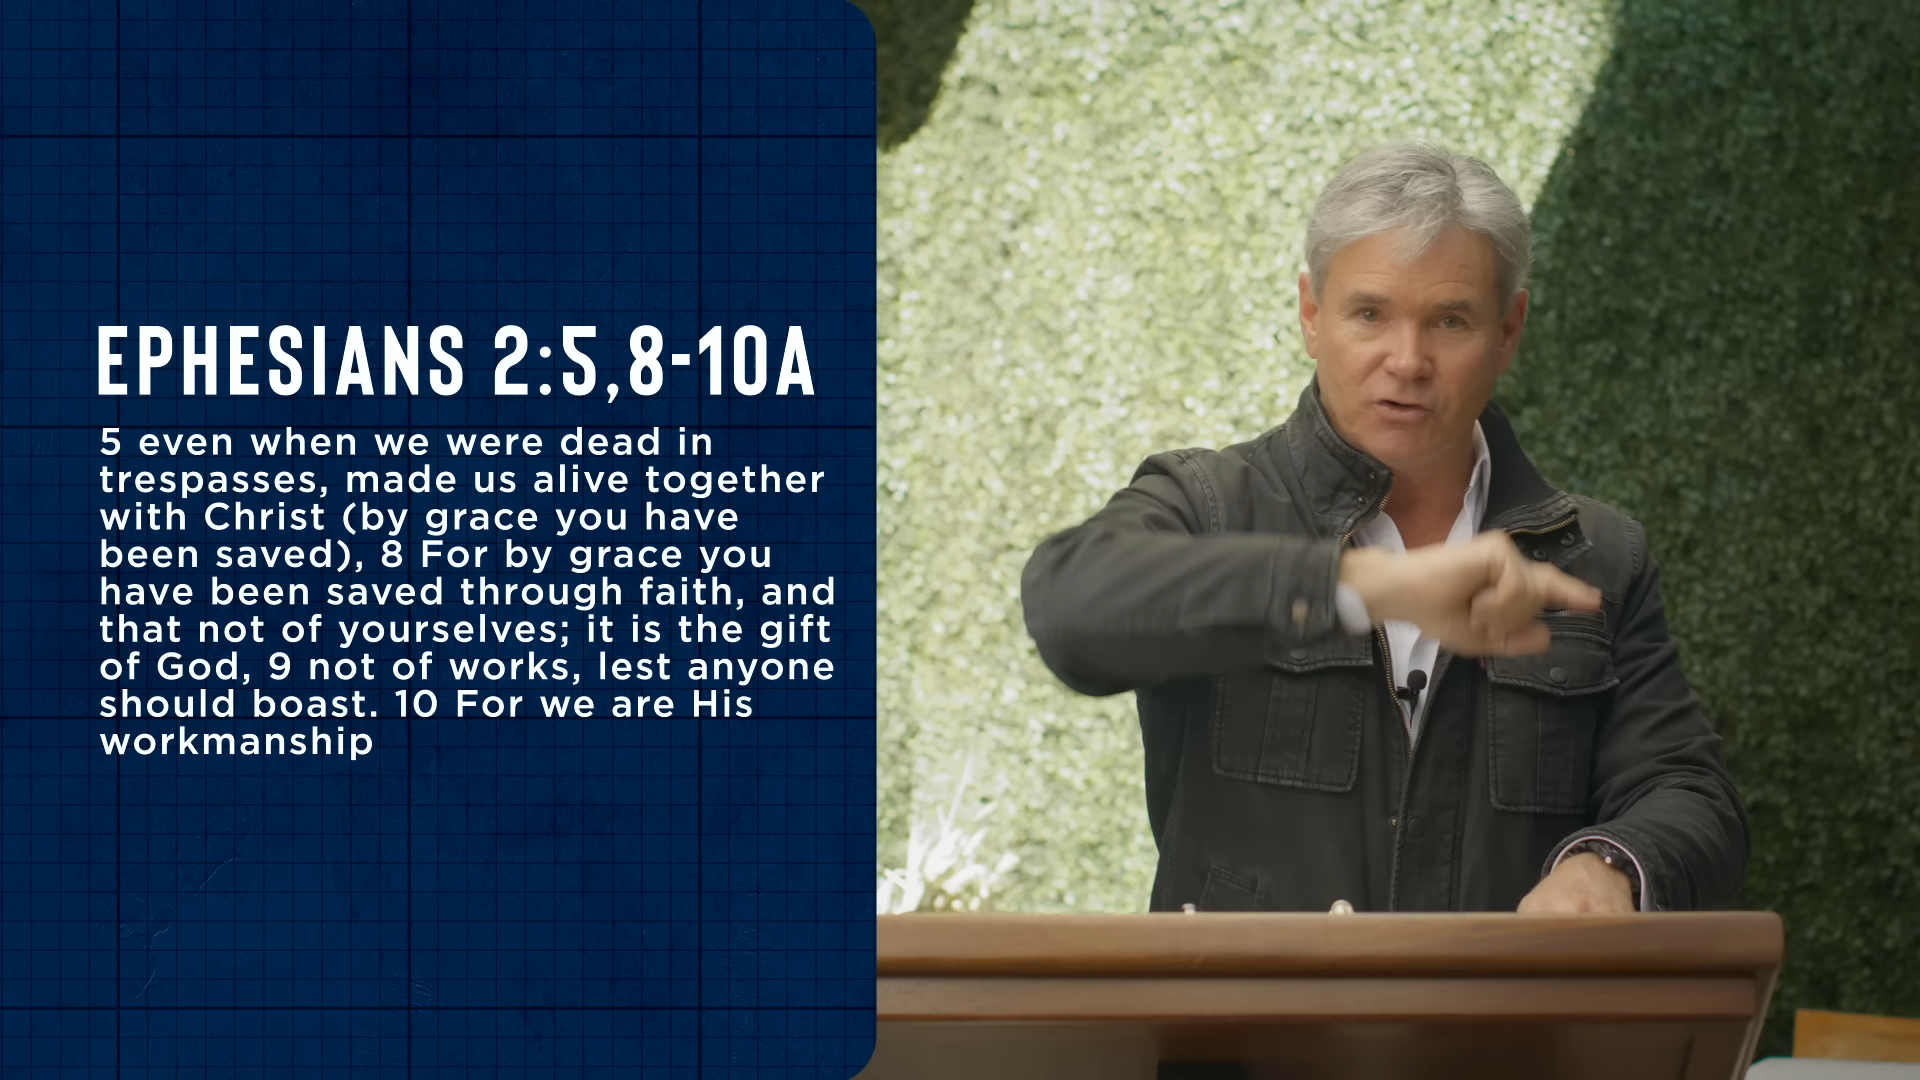 EPHESIANS 2:5,8-10A
5 even when we were dead in
trespasses, made us alive together
with Christ (by grace you have
been saved), 8 For by grace you
have been saved through faith, and
that not of yourselves; it is the gift
of God, 9 not of works, lest anyone
should boast. 10 For we are His
workmanship